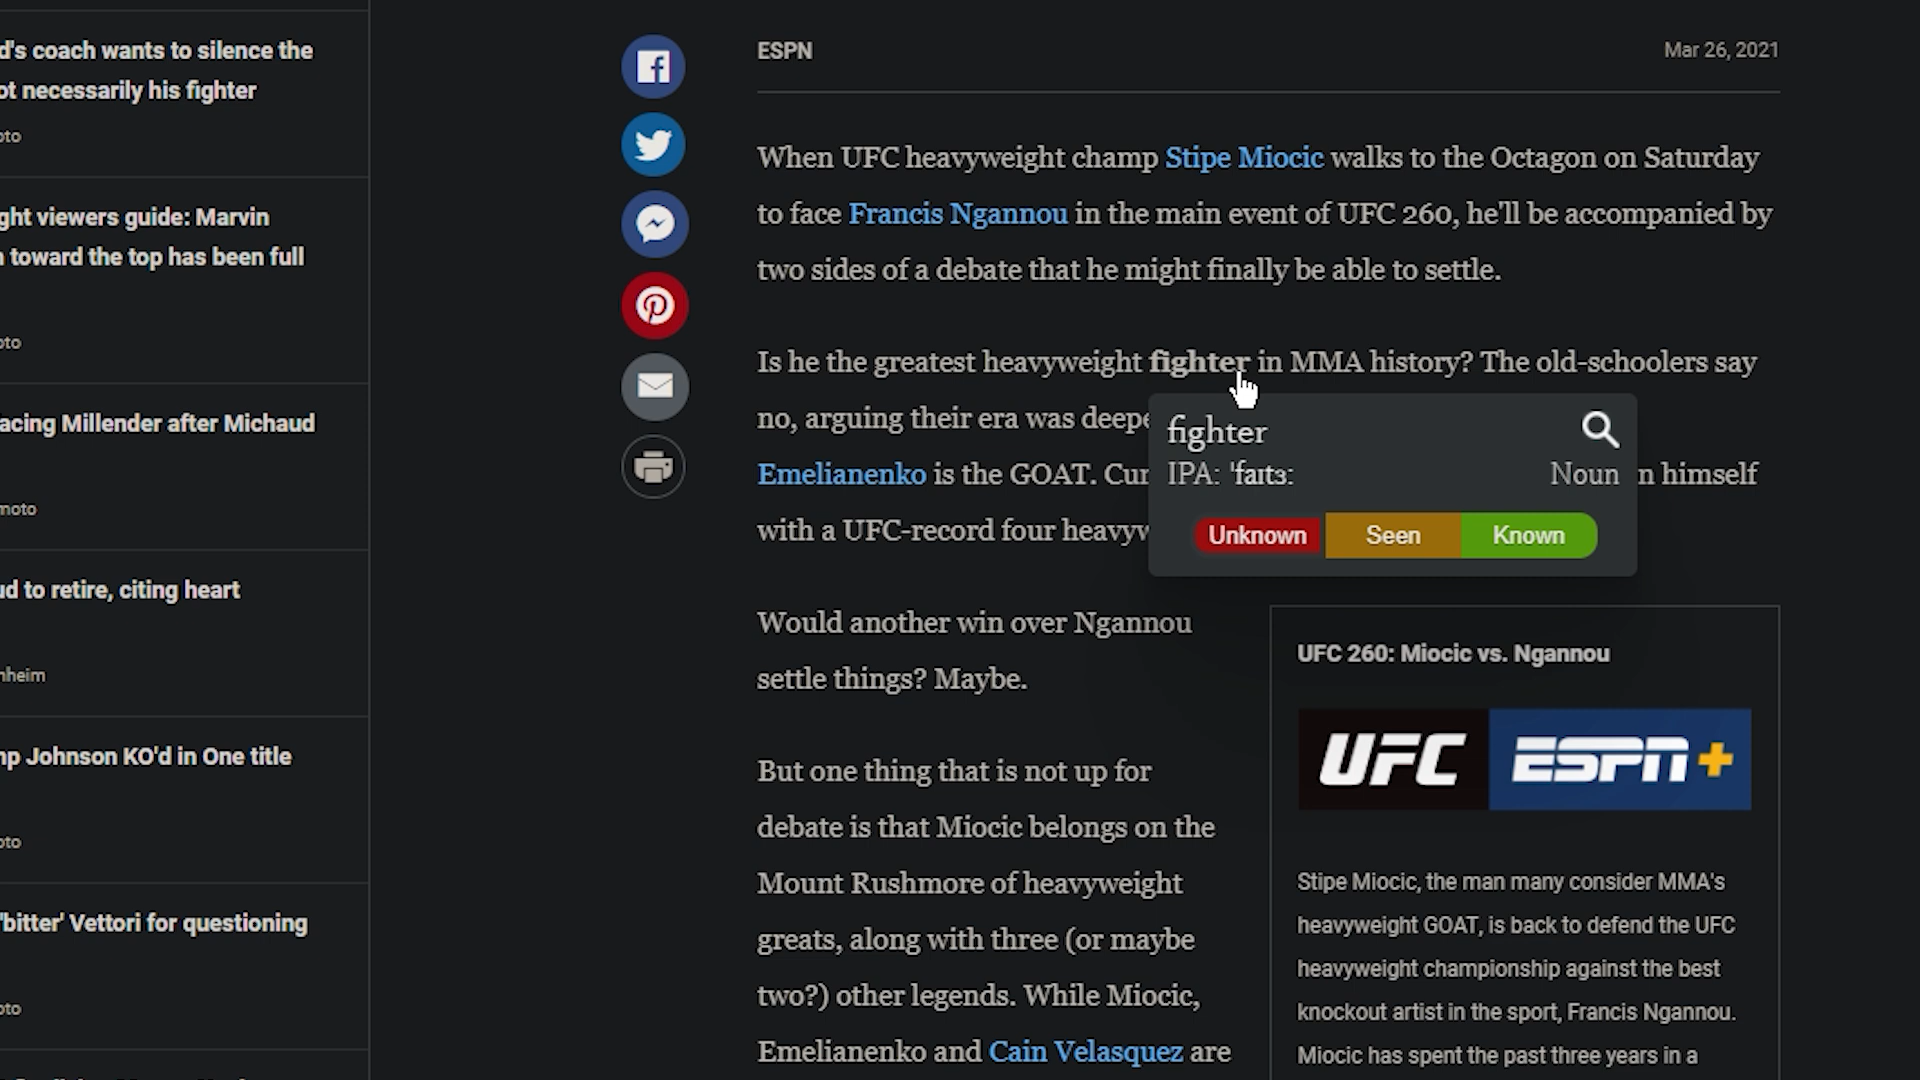 d's coach wants to silence the
ot necessarily his fighter
oto
ght viewers guide: Marvin
n toward the top has been full
oto
acing Millender after Michaud
moto
ud to retire, citing heart
nheim
mp Johnson KO'd in One title
oto
'bitter' Vettori for questioning
oto
ESPN
Mar 26, 2021
When UFC heavyweight champ Stipe Miocic walks to the Octagon on Saturday
to face Francis Ngannou in the main event of UFC 260, he'll be accompanied by
two sides of a debate that he might finally be able to settle.
Is he the greatest heavyweight fighter in MMA history? The old-schoolers say
no, arguing their era was deepe
Emelianenko is the GOAT. Cur
n himself
with a UFC-record four heavyw
fighter
IPA: 'faɪtɜː
Noun
Unknown
Seen
Known
Would another win over Ngannou
settle things? Maybe.
But one thing that is not up for
debate is that Miocic belongs on the
Mount Rushmore of heavyweight
greats, along with three (or maybe
two?) other legends. While Miocic,
Emelianenko and Cain Velasquez are
UFC 260: Miocic vs. Ngannou
UFC ESPN+
Stipe Miocic, the man many consider MMA's
heavyweight GOAT, is back to defend the UFC
heavyweight championship against the best
knockout artist in the sport, Francis Ngannou.
Miocic has spent the past three years in a